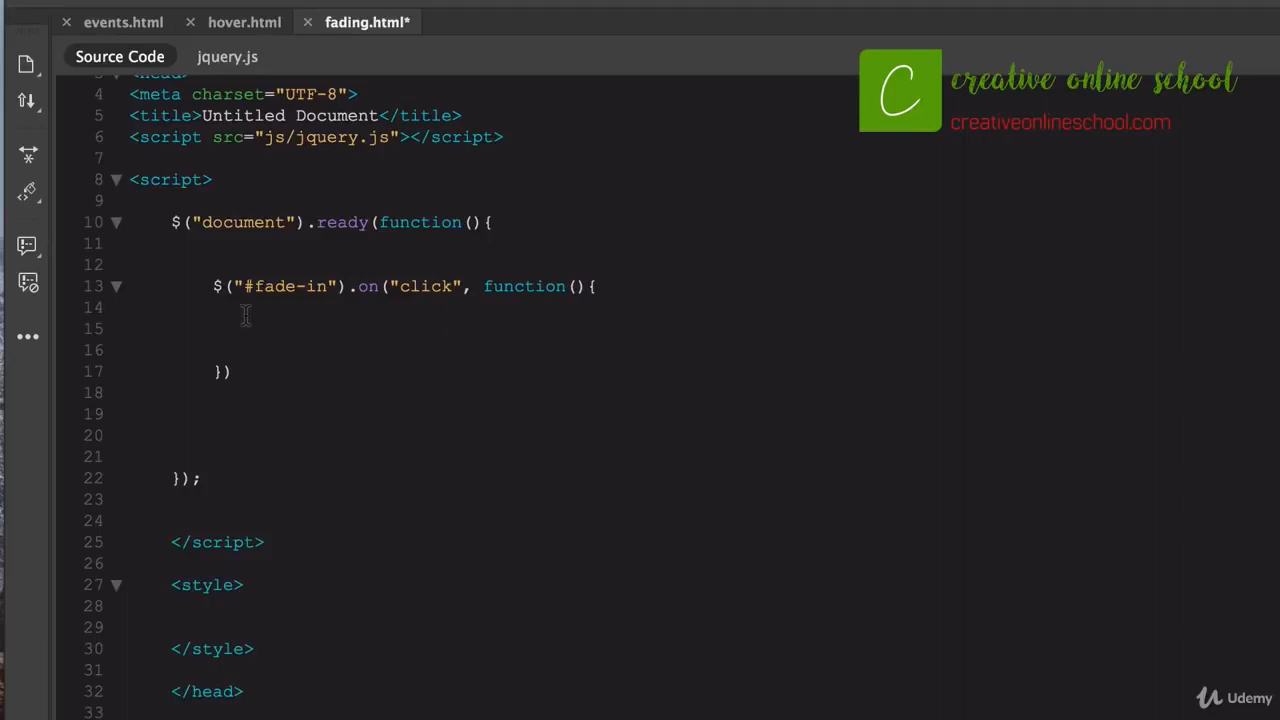 events.html hover.html fading.html*
Source Code jquery.js
creative online school
creativeonlineschool.com
C
4 <meta charset="UTF-8">
5 <title>Untitled Document</title>
6 <script src="js/jquery.js"></script>
7
8 <script>
9
10 $("document").ready(function(){
11
12
13 $("#fade-in").on("click", function(){
14
15
16
17 })
18
19
20
21
22 });
23
24
25 </script>
26
27 <style>
28
29
30 </style>
31
32 </head>
33
Udemy